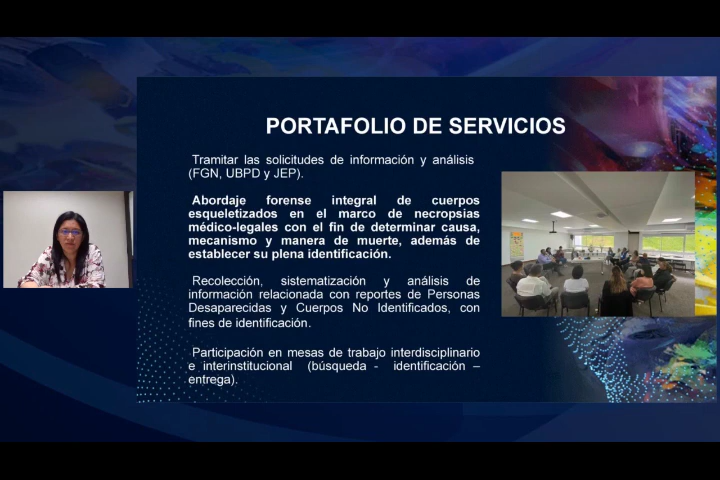 PORTAFOLIO DE SERVICIOS
Tramitar las solicitudes de información y análisis
(FGN, UBPD y JEP).
Abordaje forense integral de cuerpos
esqueletizados en el marco de necropsias
médico-legales con el fin de determinar causa,
mecanismo y manera de muerte, además de
establecer su plena identificación.
Recolección, sistematización y análisis de
información relacionada con reportes de Personas
Desaparecidas y Cuerpos No Identificados, con
fines de identificación.
Participación en mesas de trabajo interdisciplinario
e interinstitucional (búsqueda - identificación –
entrega).